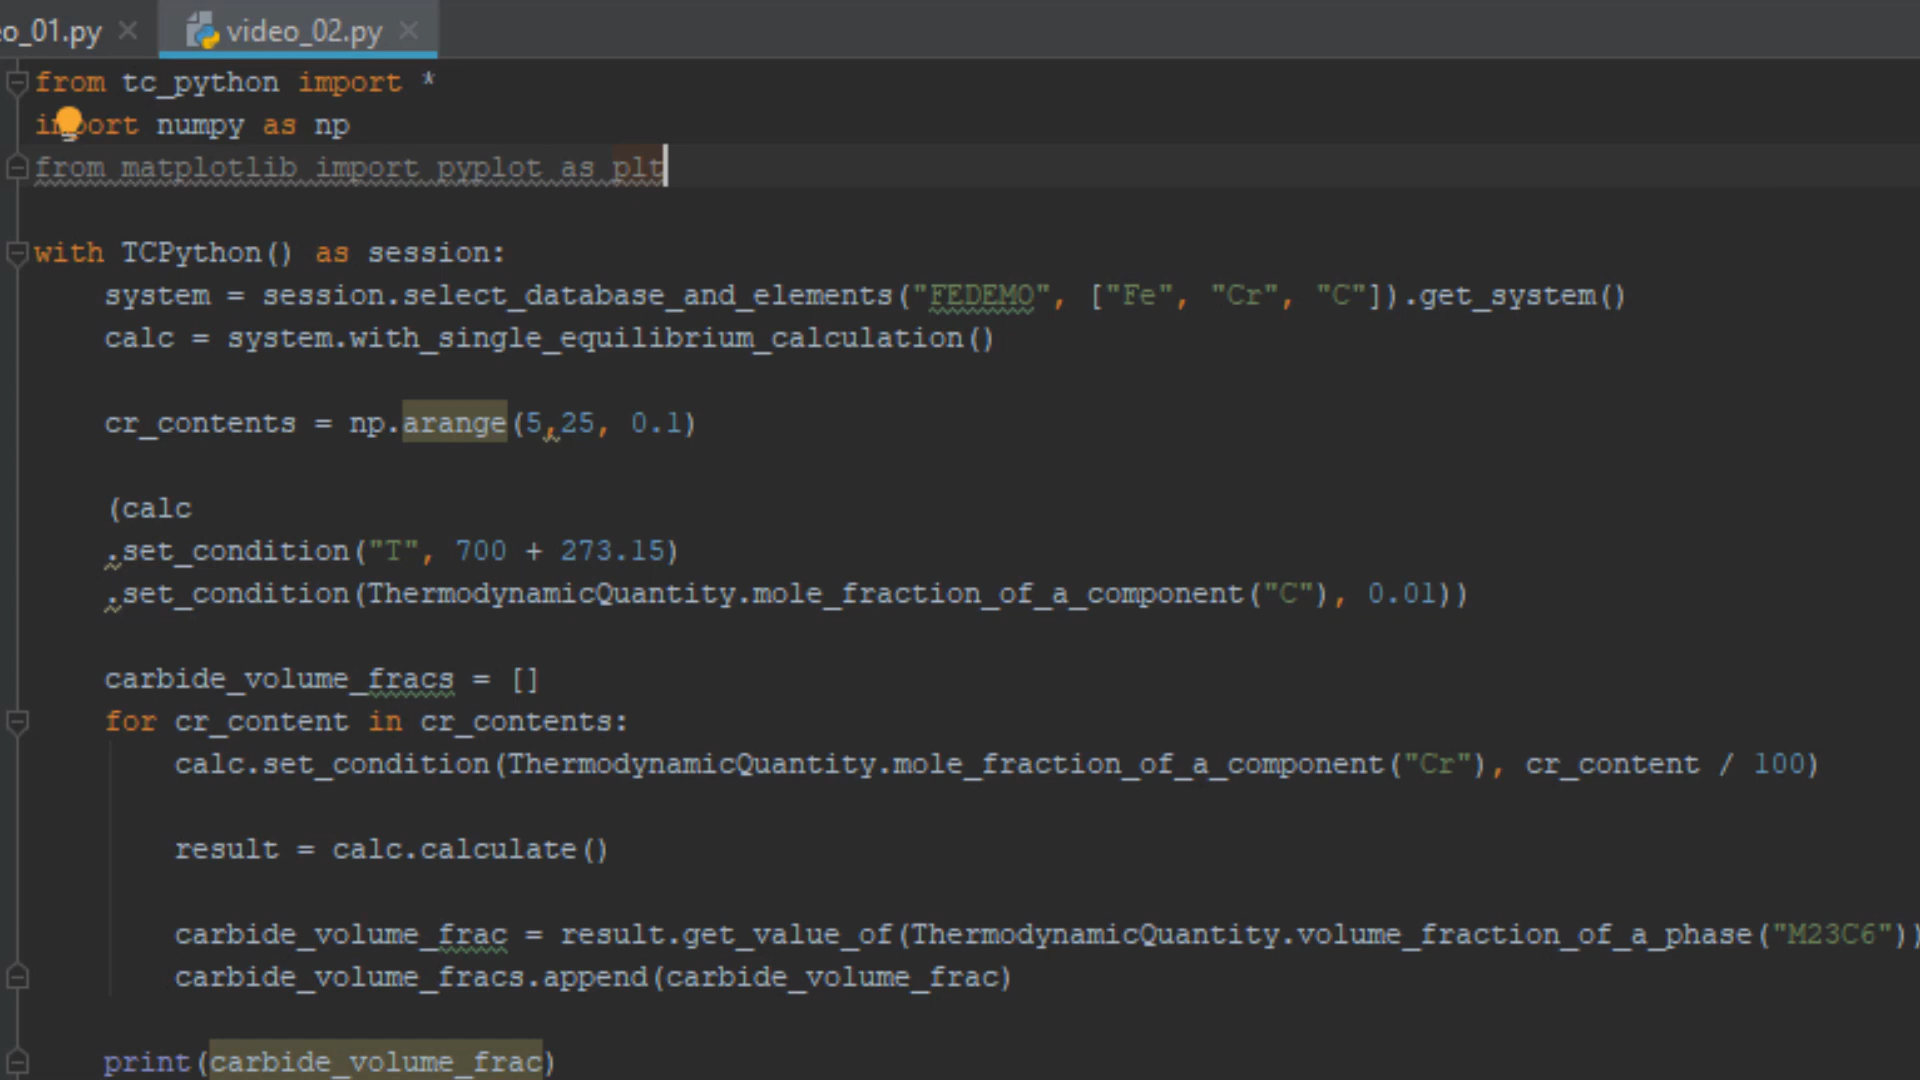 eo_01.py
video_02.py
from tc_python import *
import numpy as np
from matplotlib import pyplot as plt
with TCPython() as session:
system = session.select_database_and_elements("FEDEMO", ["Fe", "Cr", "C"]).get_system()
calc = system.with_single_equilibrium_calculation()
cr_contents = np.arange(5,25, 0.1)
(calc
.set_condition("T", 700 + 273.15)
.set_condition(ThermodynamicQuantity.mole_fraction_of_a_component("C"), 0.01))
carbide_volume_fracs = []
for cr_content in cr_contents:
calc.set_condition(ThermodynamicQuantity.mole_fraction_of_a_component("Cr"), cr_content / 100)
result = calc.calculate()
carbide_volume_frac = result.get_value_of(ThermodynamicQuantity.volume_fraction_of_a_phase("M23C6"))
carbide_volume_fracs.append(carbide_volume_frac)
print(carbide_volume_frac)